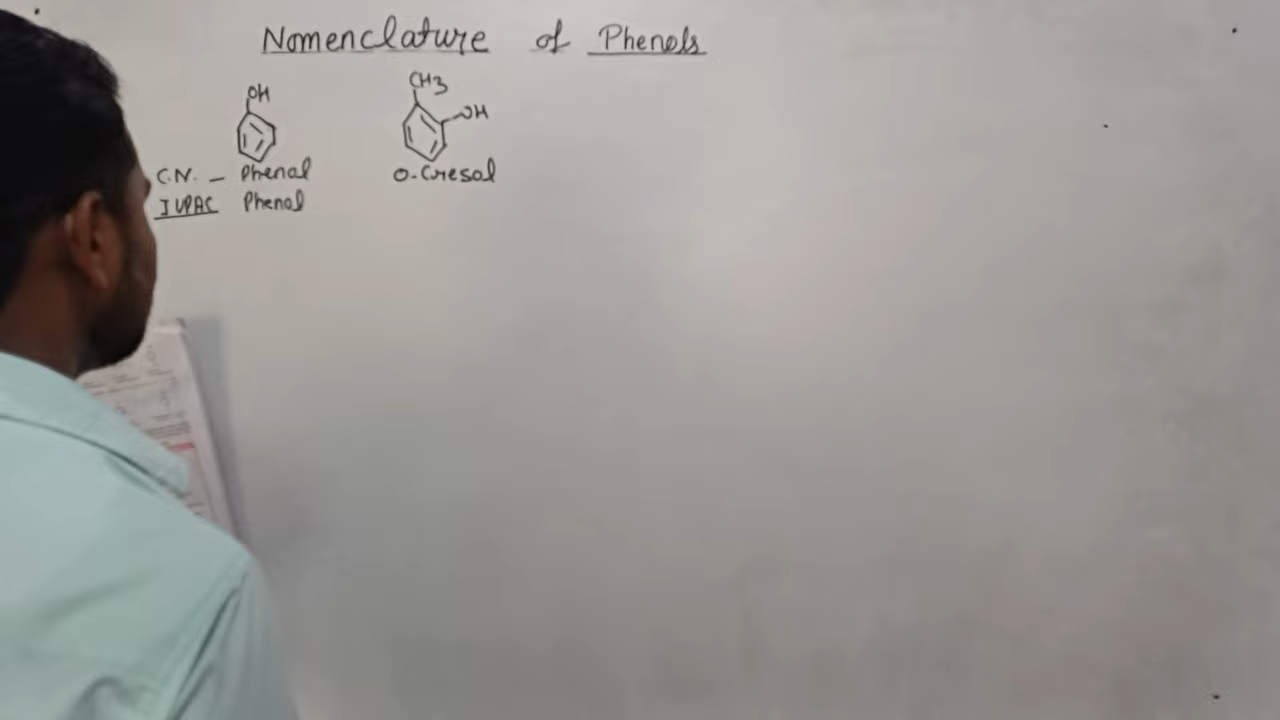 Nomenclature of Phenols
OH
CH3
OH
C.N. - Phenol
O-Cresol
IUPAC Phenol